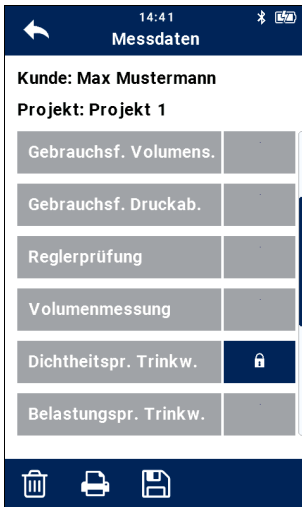 14:41
Messdaten
Kunde: Max Mustermann
Projekt: Projekt 1
Gebrauchsf. Volumens.
Gebrauchsf. Druckab.
Reglerprüfung
Volumenmessung
Dichtheitspr. Trinkw.
Belastungspr. Trinkw.